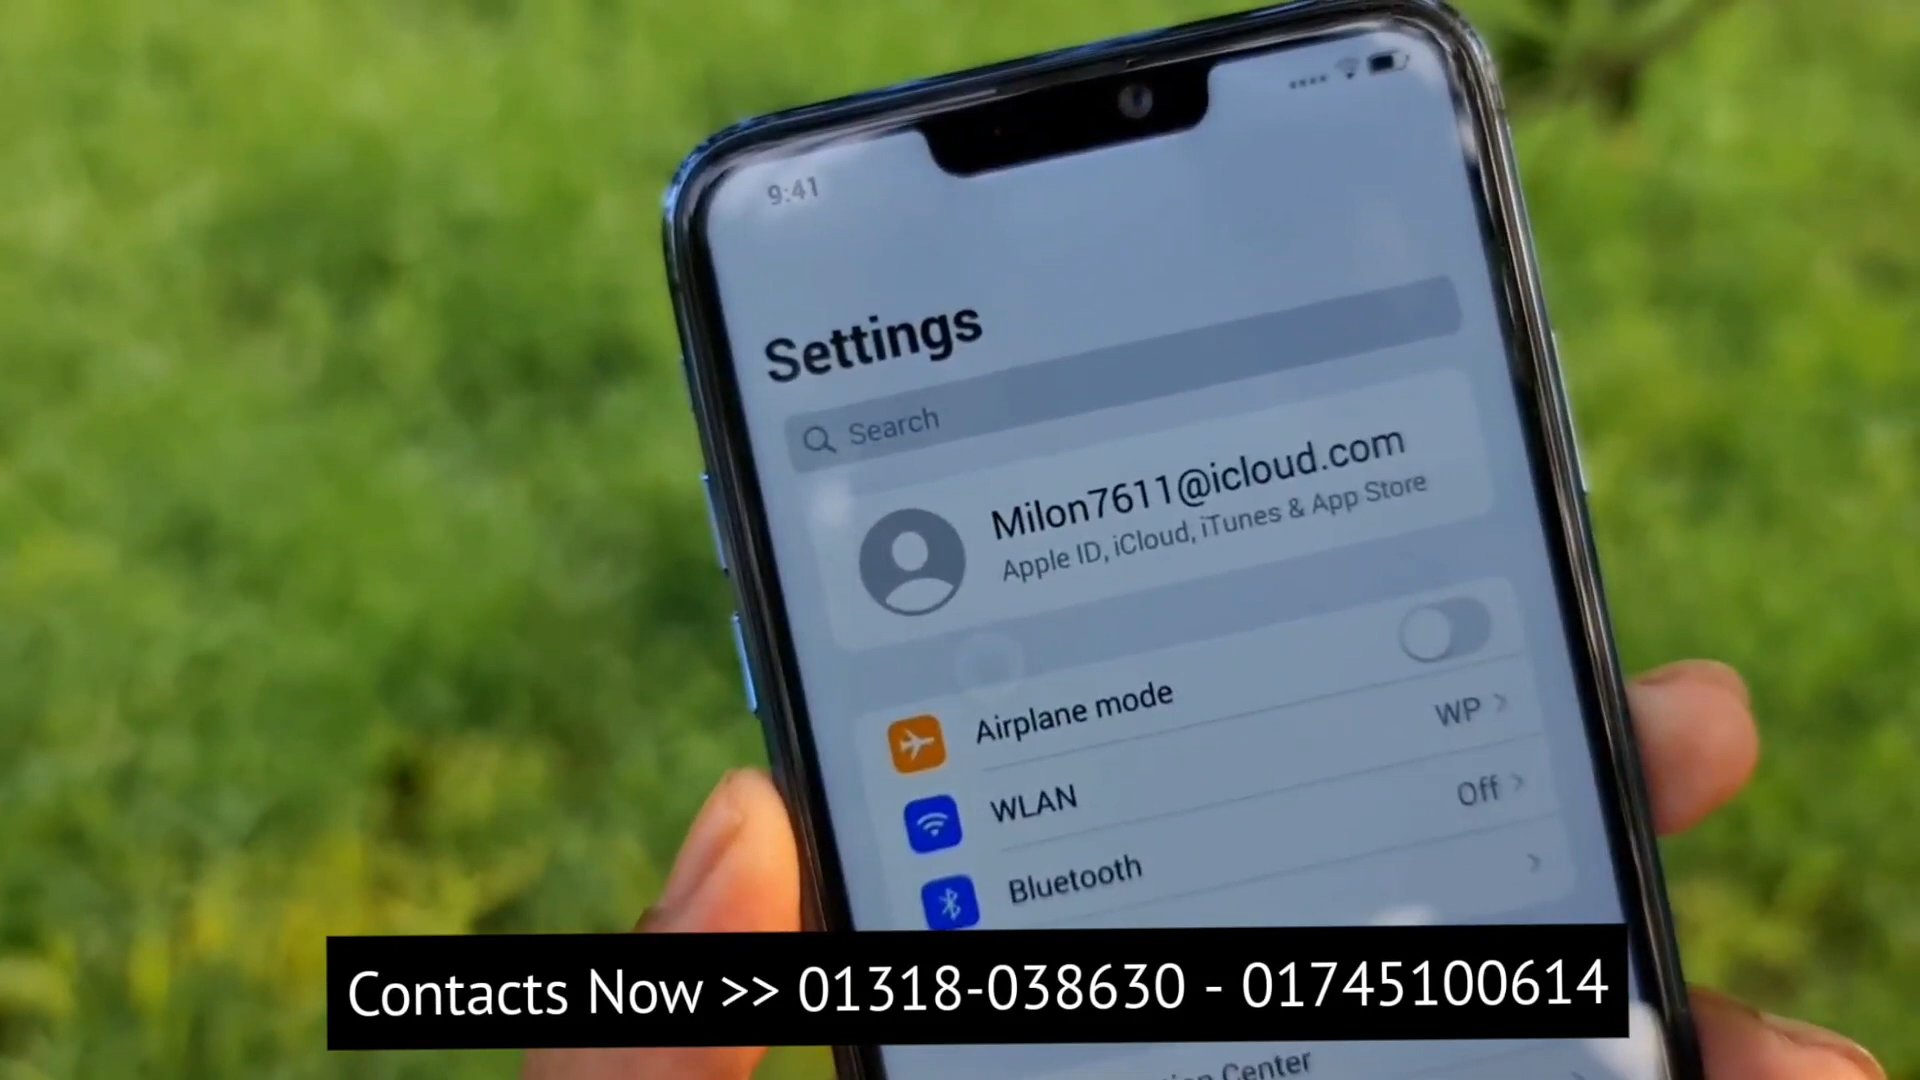 9:41
Settings
Search
Milon7611@icloud.com
Apple ID, iCloud, iTunes & App Store
Airplane mode
WLAN WP
Bluetooth Off
Center
Contacts Now >> 01318-038630 - 01745100614